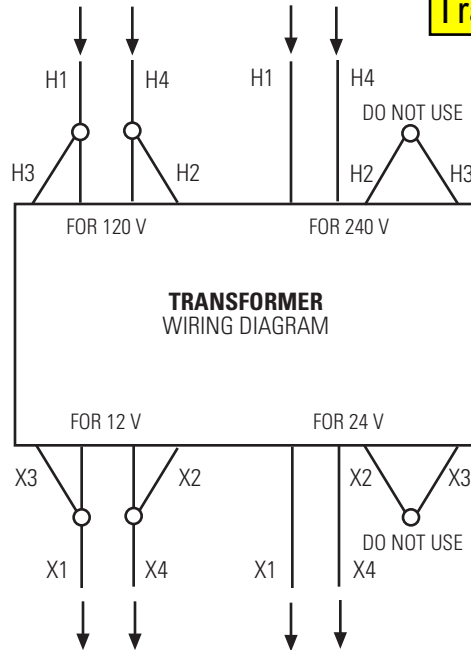 H1 H4 H1 H4
DO NOT USE
H3 H2 H2 H3
FOR 120 V FOR 240 V
TRANSFORMER
WIRING DIAGRAM
FOR 12 V FOR 24 V
X3 X2 X2 X3
DO NOT USE
X1 X4 X1 X4